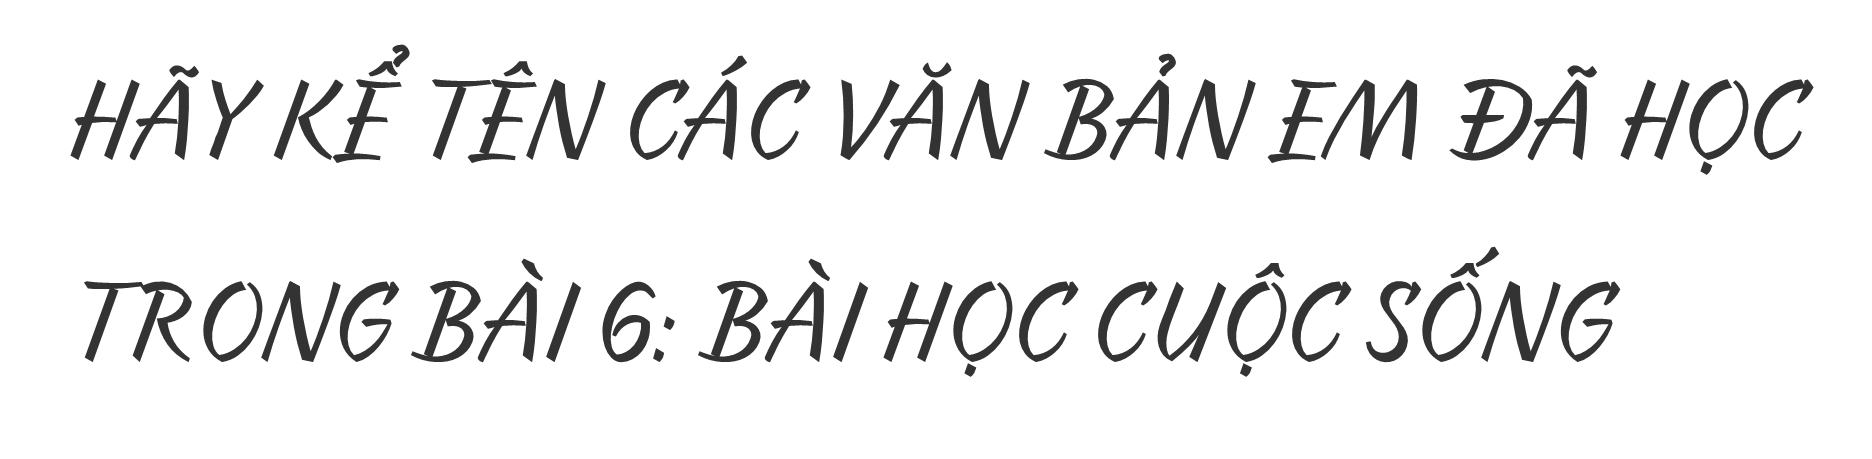 HÃY KỂ TÊN CÁC VĂN BẢN EM ĐÃ HỌC
TRONG BÀI 6: BÀI HỌC CUỘC SỐNG